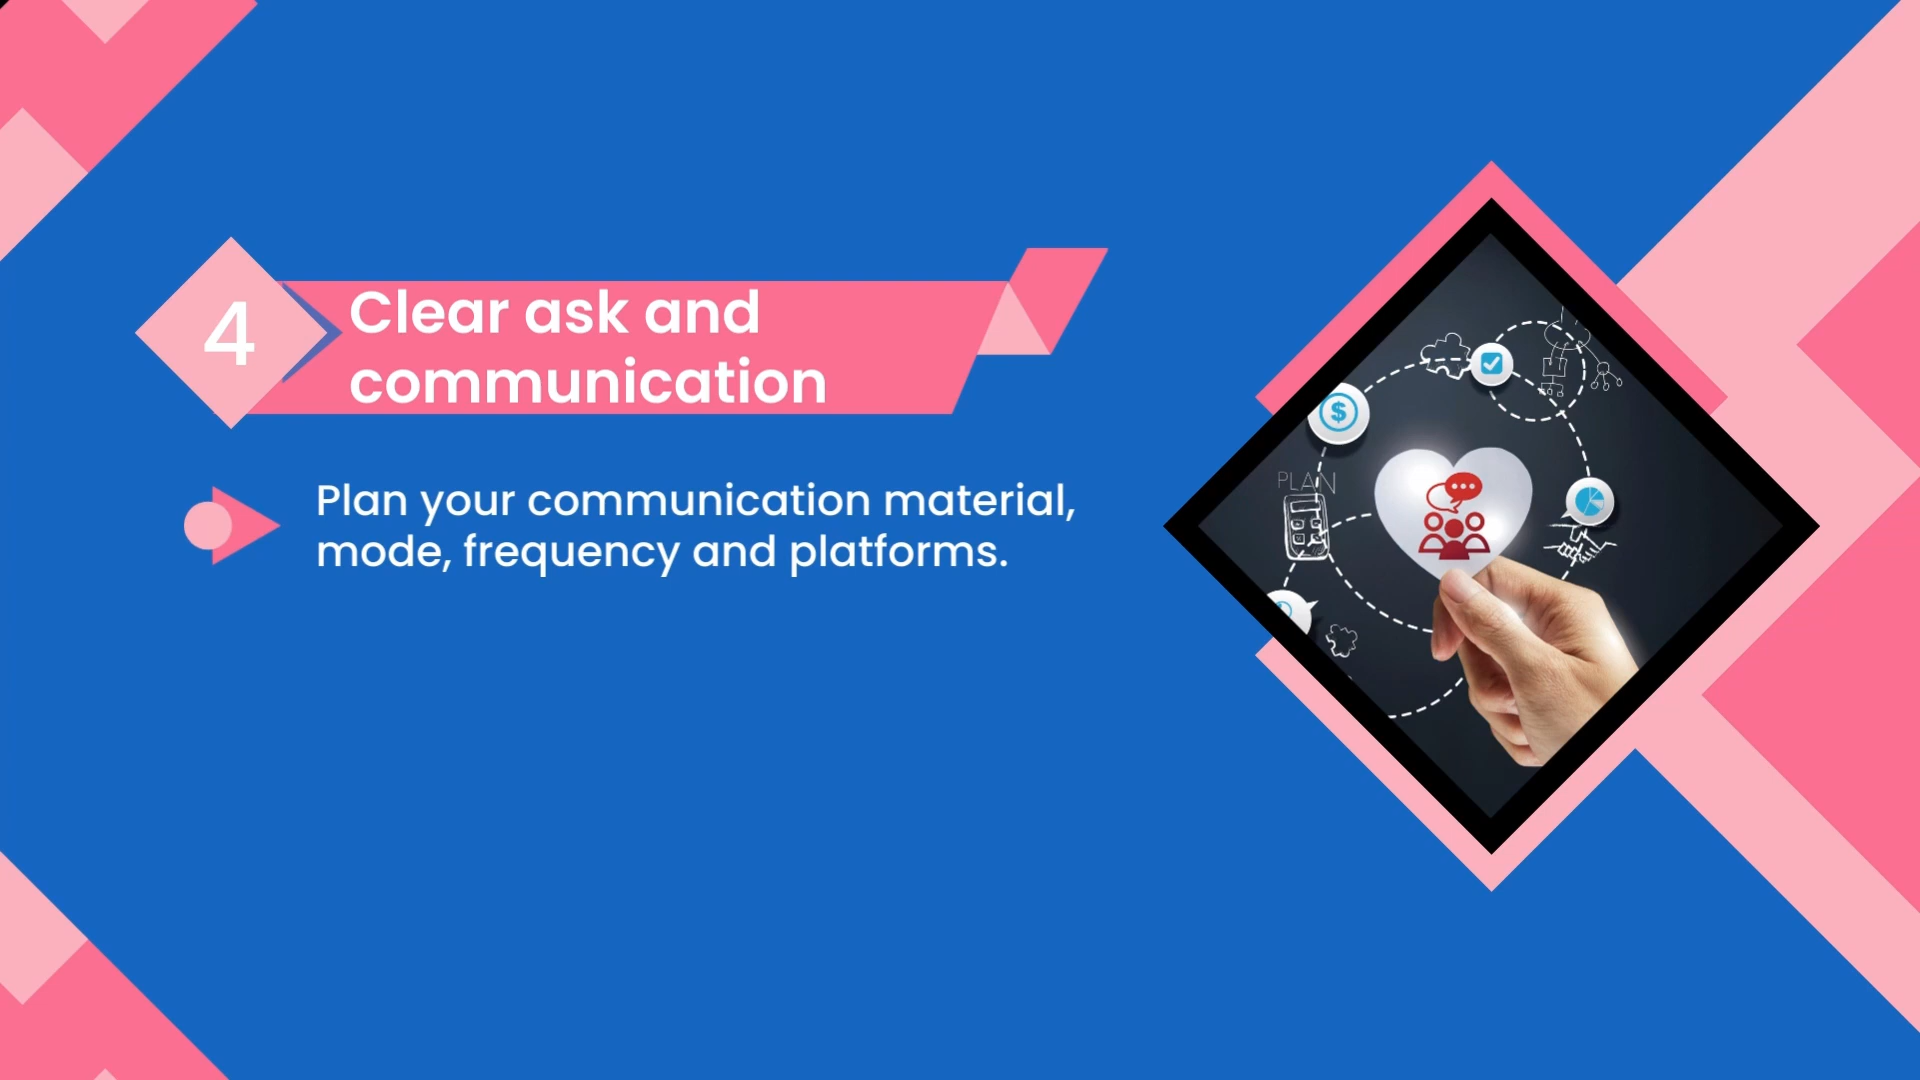 4
Clear ask and
communication
Plan your communication material,
mode, frequency and platforms.
PLAN
$